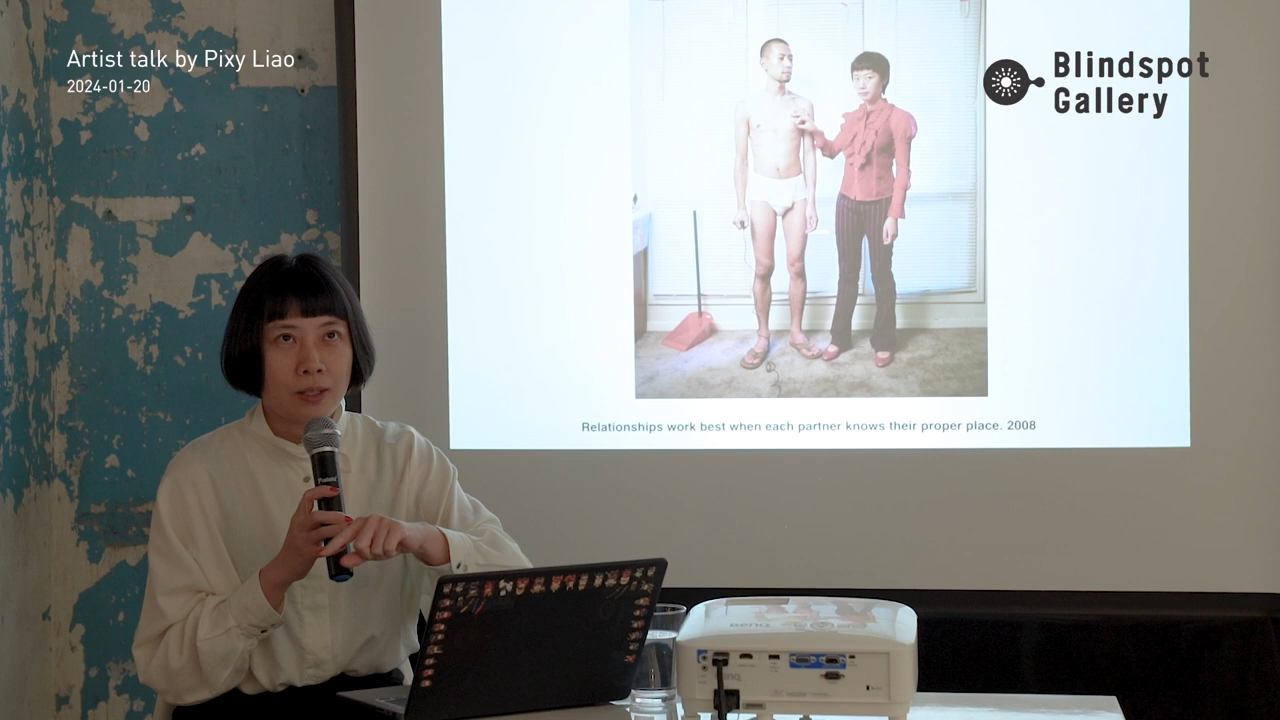 Artist talk by Pixy Liao
2024-01-20
Blindspot
Gallery
Relationships work best when each partner knows their proper place. 2008
BenQ